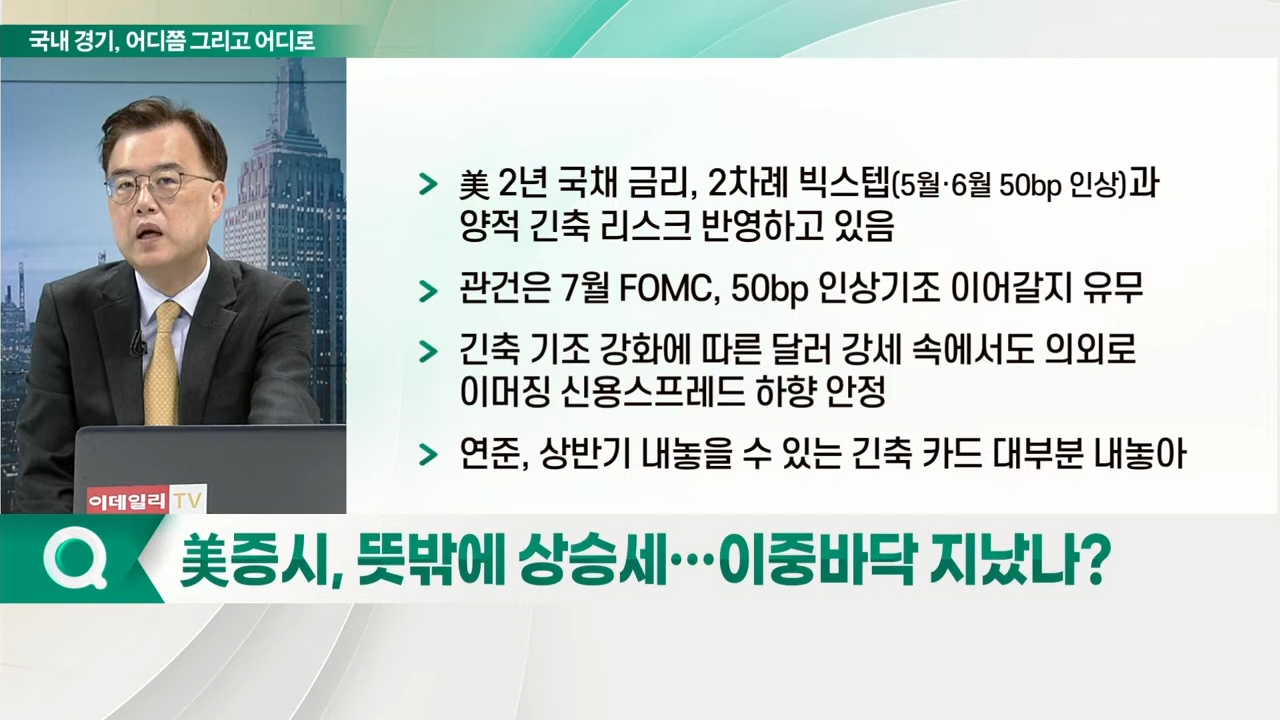 국내 경기, 어디쯤 그리고 어디로
美 2년 국채 금리, 2차례 빅스텝(5월·6월 50bp 인상)과
양적 긴축 리스크 반영하고 있음
관건은 7월 FOMC, 50bp 인상기조 이어갈지 유무
긴축 기조 강화에 따른 달러 강세 속에서도 의외로
이머징 신용스프레드 하향 안정
연준, 상반기 내놓을 수 있는 긴축 카드 대부분 내놓아
이데일리TV
美증시, 뜻밖에 상승세…이중바닥 지났나?